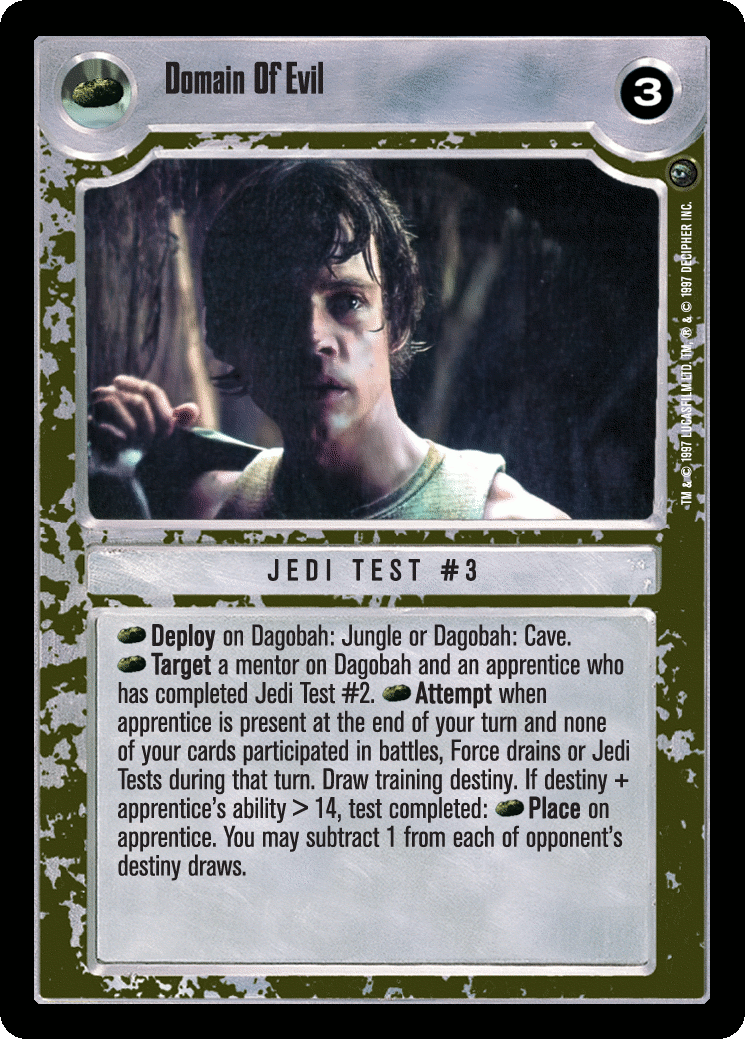 Domain Of Evil
3
TM & © 1997 LUCASFILM LTD. TM, ® & © 1997 DECIPHER INC.
JEDI TEST #3
Deploy on Dagobah: Jungle or Dagobah: Cave.
Target a mentor on Dagobah and an apprentice who
has completed Jedi Test #2. Attempt when
apprentice is present at the end of your turn and none
of your cards participated in battles, Force drains or Jedi
Tests during that turn. Draw training destiny. If destiny +
apprentice's ability > 14, test completed: Place on
apprentice. You may subtract 1 from each of opponent's
destiny draws.